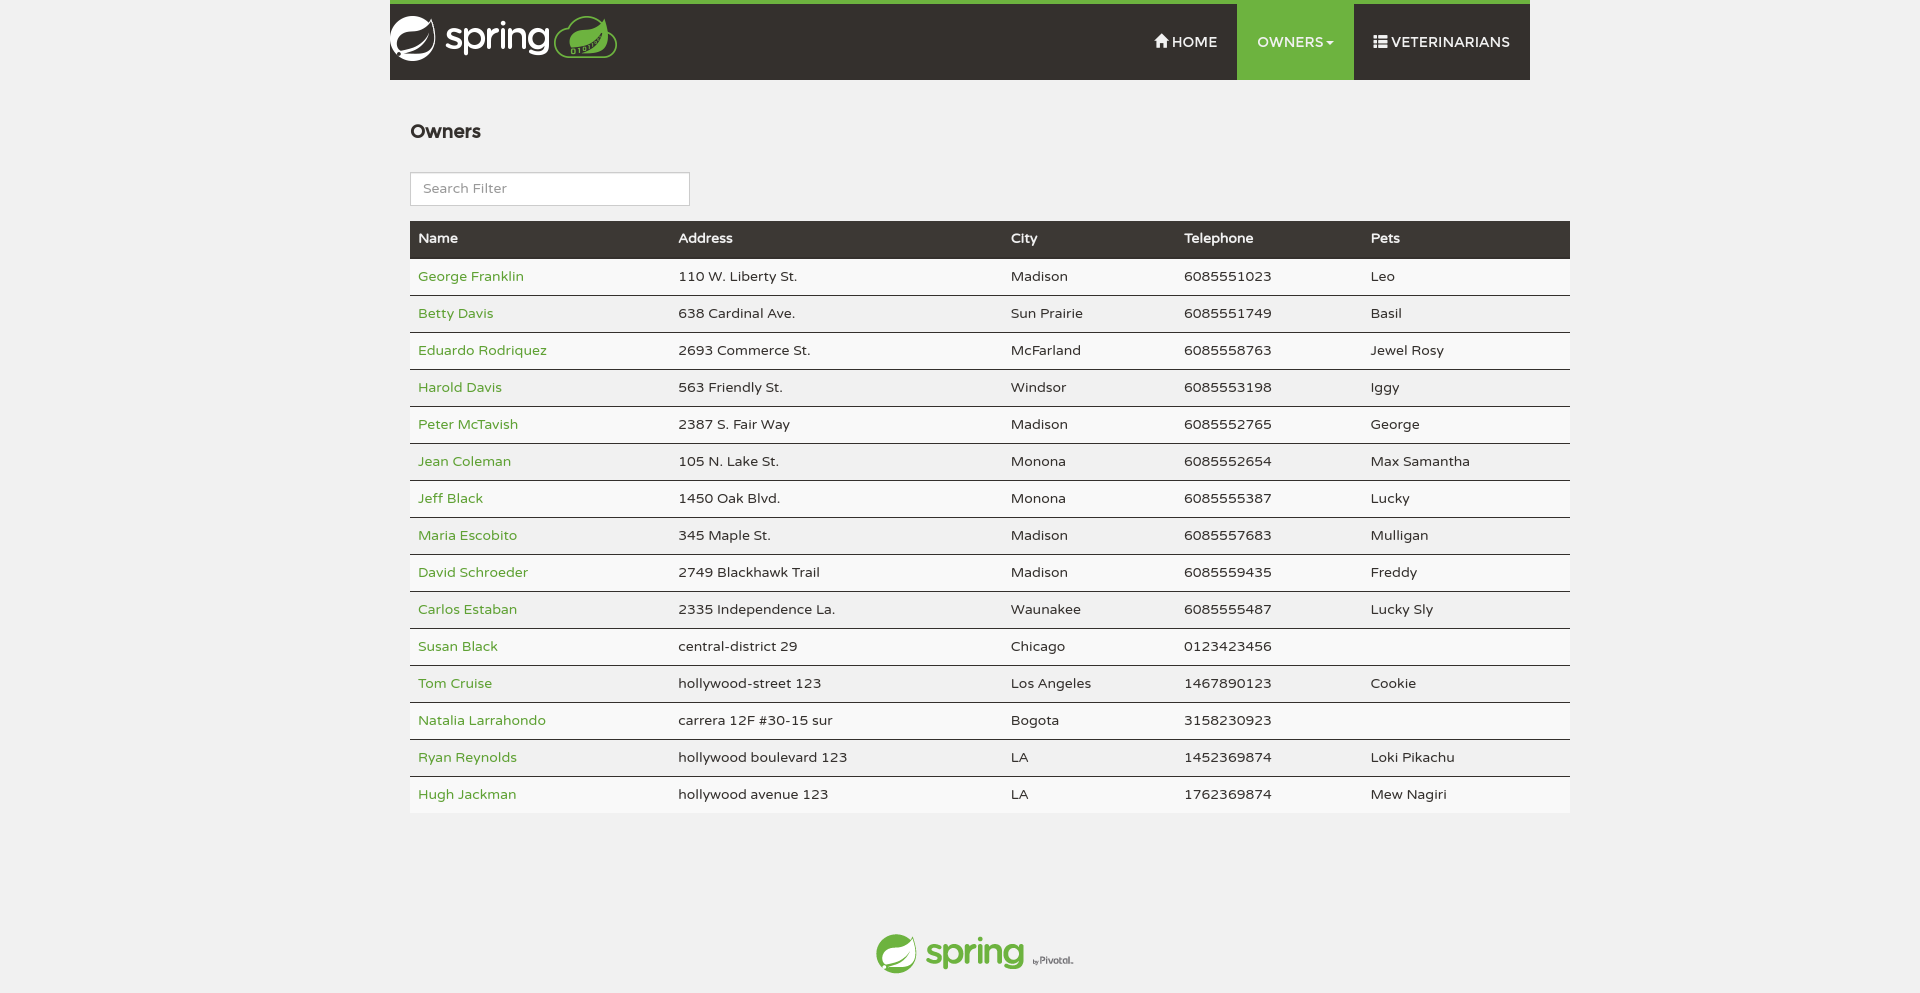 spring HOME OWNERS VETERINARIANS
Owners
Search Filter
Name Address City Telephone Pets
George Franklin 110 W. Liberty St. Madison 6085551023 Leo
Betty Davis 638 Cardinal Ave. Sun Prairie 6085551749 Basil
Eduardo Rodriquez 2693 Commerce St. McFarland 6085558763 Jewel Rosy
Harold Davis 563 Friendly St. Windsor 6085553198 Iggy
Peter McTavish 2387 S. Fair Way Madison 6085552765 George
Jean Coleman 105 N. Lake St. Monona 6085552654 Max Samantha
Jeff Black 1450 Oak Blvd. Monona 6085555387 Lucky
Maria Escobito 345 Maple St. Madison 6085557683 Mulligan
David Schroeder 2749 Blackhawk Trail Madison 6085559435 Freddy
Carlos Estaban 2335 Independence La. Waunakee 6085555487 Lucky Sly
Susan Black central-district 29 Chicago 0123423456
Tom Cruise hollywood-street 123 Los Angeles 1467890123 Cookie
Natalia Larrahondo carrera 12F #30-15 sur Bogota 3158230923
Ryan Reynolds hollywood boulevard 123 LA 1452369874 Loki Pikachu
Hugh Jackman hollywood avenue 123 LA 1762369874 Mew Nagiri
spring by Pivotal.